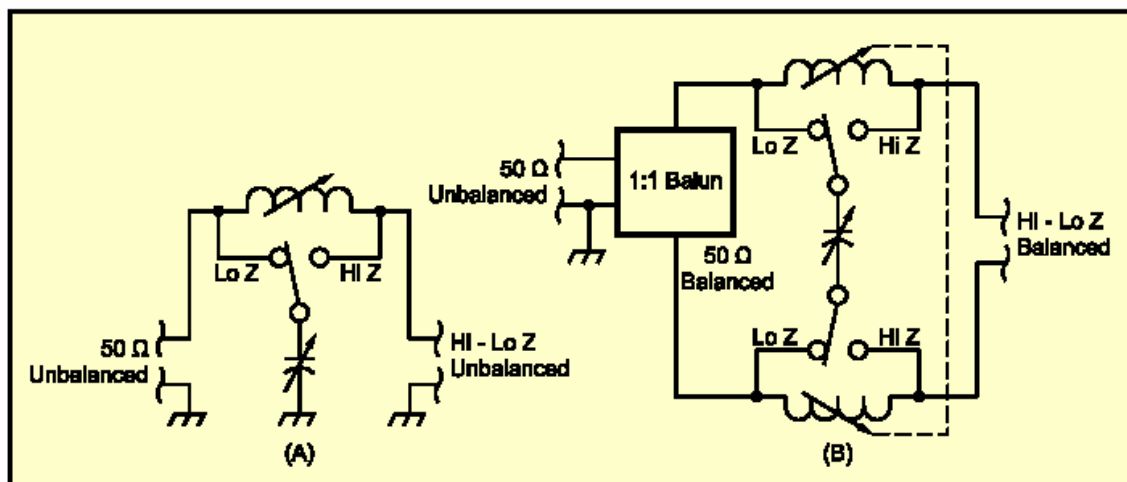 50 Ω
Unbalanced
Lo Z
Hi Z
HI - Lo Z
Unbalanced
(A)
50 Ω
Unbalanced
1:1 Balun
50 Ω
Balanced
Lo Z
Hi Z
Lo Z
Hi Z
HI - Lo Z
Balanced
(B)